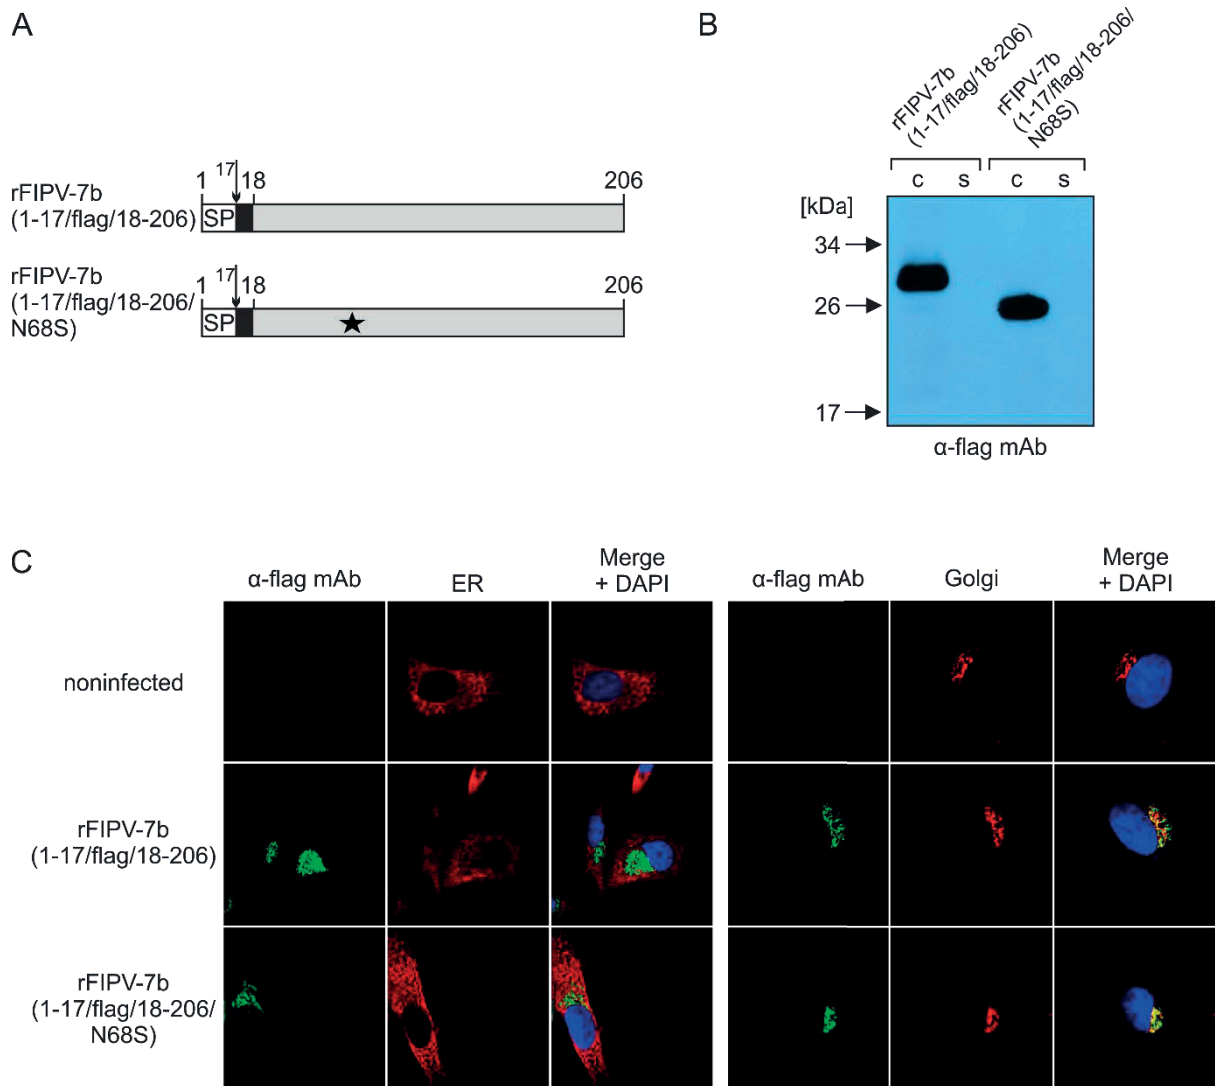 A
1 17 18 206
rFIPV-7b
(1-17/flag/18-206)
SP
rFIPV-7b
(1-17/flag/18-206/
N68S)
1 17 18 206
SP
B
rFIPV-7b
(1-17/flag/18-206)
rFIPV-7b
(1-17/flag/18-206/
N68S)
c s c s
[kDa]
34
26
17
α-flag mAb
C
α-flag mAb
ER
Merge
+ DAPI
α-flag mAb
Golgi
Merge
+ DAPI
noninfected
rFIPV-7b
(1-17/flag/18-206)
rFIPV-7b
(1-17/flag/18-206/
N68S)